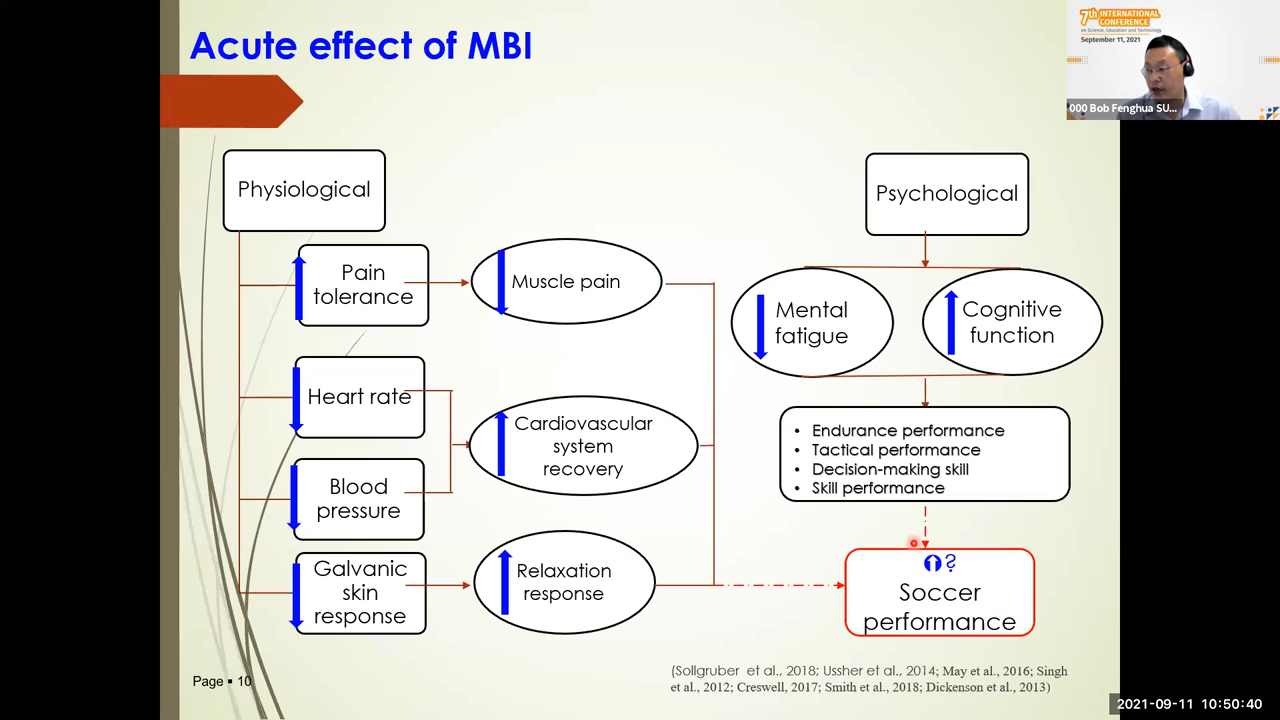 Acute effect of MBI
7th INTERNATIONAL
CONFERENCE
on Science, Education and Technology
September 11, 2021
000 Bob Fenghua SU...
Physiological
Pain
tolerance
Heart rate
Blood
pressure
Galvanic
skin
response
Muscle pain
Cardiovascular
system
recovery
Relaxation
response
Psychological
Mental
fatigue
Cognitive
function
• Endurance performance
• Tactical performance
• Decision-making skill
• Skill performance
?
Soccer
performance
(Sollgruber et al., 2018; Ussher et al., 2014; May et al., 2016; Singh
et al., 2012; Creswell, 2017; Smith et al., 2018; Dickenson et al., 2013)
Page ▪ 10
2021-09-11 10:50:40